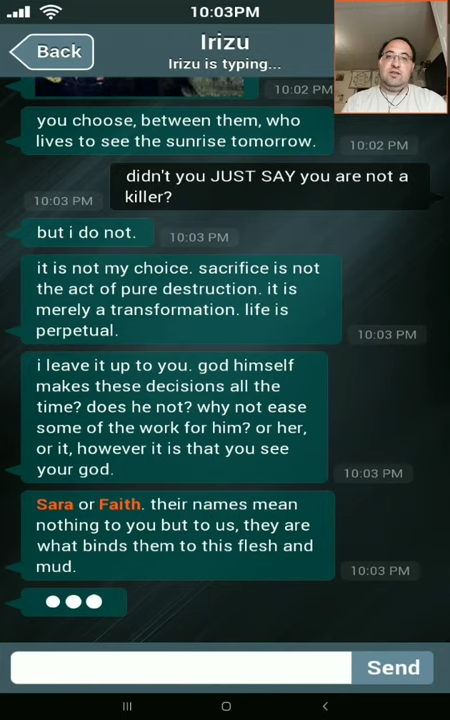 10:03PM
Back
Irizu
Irizu is typing...
10:02 PM
you choose, between them, who
lives to see the sunrise tomorrow.
10:02 PM
didn't you JUST SAY you are not a
killer?
10:03 PM
but i do not.
10:03 PM
it is not my choice. sacrifice is not
the act of pure destruction. it is
merely a transformation. life is
perpetual.
10:03 PM
i leave it up to you. god himself
makes these decisions all the
time? does he not? why not ease
some of the work for him? or her,
or it, however it is that you see
your god.
10:03 PM
Sara or Faith. their names mean
nothing to you but to us, they are
what binds them to this flesh and
mud.
10:03 PM
Send